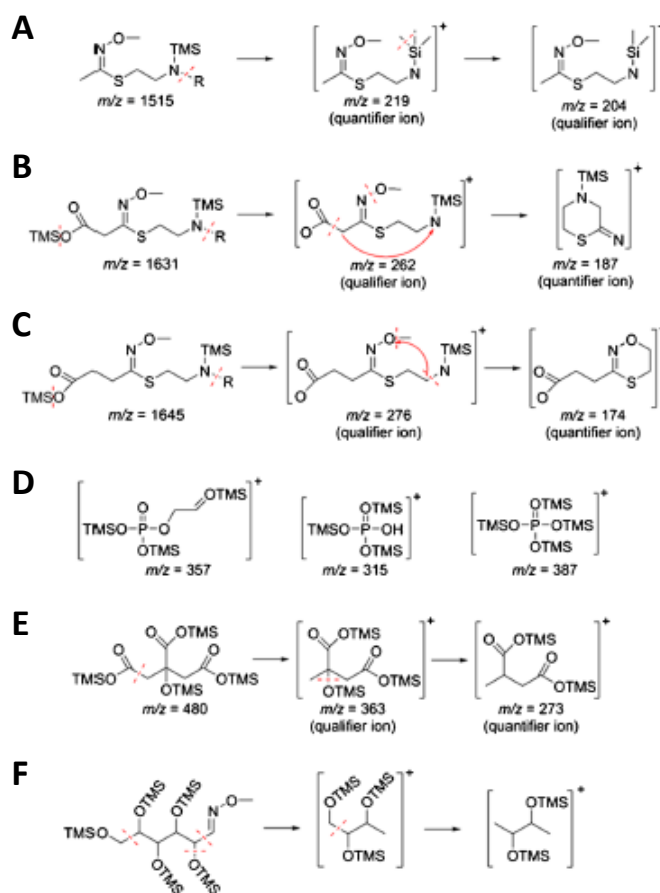 A
N O TMS S N R
m/z = 1515
+
N O Si S N
m/z = 219
(quantifier ion)
+
N O Si S N
m/z = 204
(qualifier ion)
B
O TMSO N O S TMS N R
m/z = 1631
+
O O N O S TMS N
m/z = 262
(qualifier ion)
+
TMS N S N
m/z = 187
(quantifier ion)
C
O TMSO N O S TMS N R
m/z = 1645
+
O O N O S TMS N
m/z = 276
(qualifier ion)
+
O O N O S
m/z = 174
(quantifier ion)
D
+
OTMS
O
TMSO P O
OTMS
m/z = 357
+
OTMS
TMSO P OH
OTMS
m/z = 315
+
OTMS
TMSO P OTMS
OTMS
m/z = 387
E
O OTMS
O O
TMSO OTMS OTMS
m/z = 480
+
O OTMS
O
OTMS OTMS
m/z = 363
(qualifier ion)
+
O OTMS
O
OTMS
m/z = 273
(quantifier ion)
F
OTMS OTMS N O
TMSO
OTMS OTMS
+
OTMS OTMS
OTMS
+
OTMS
OTMS